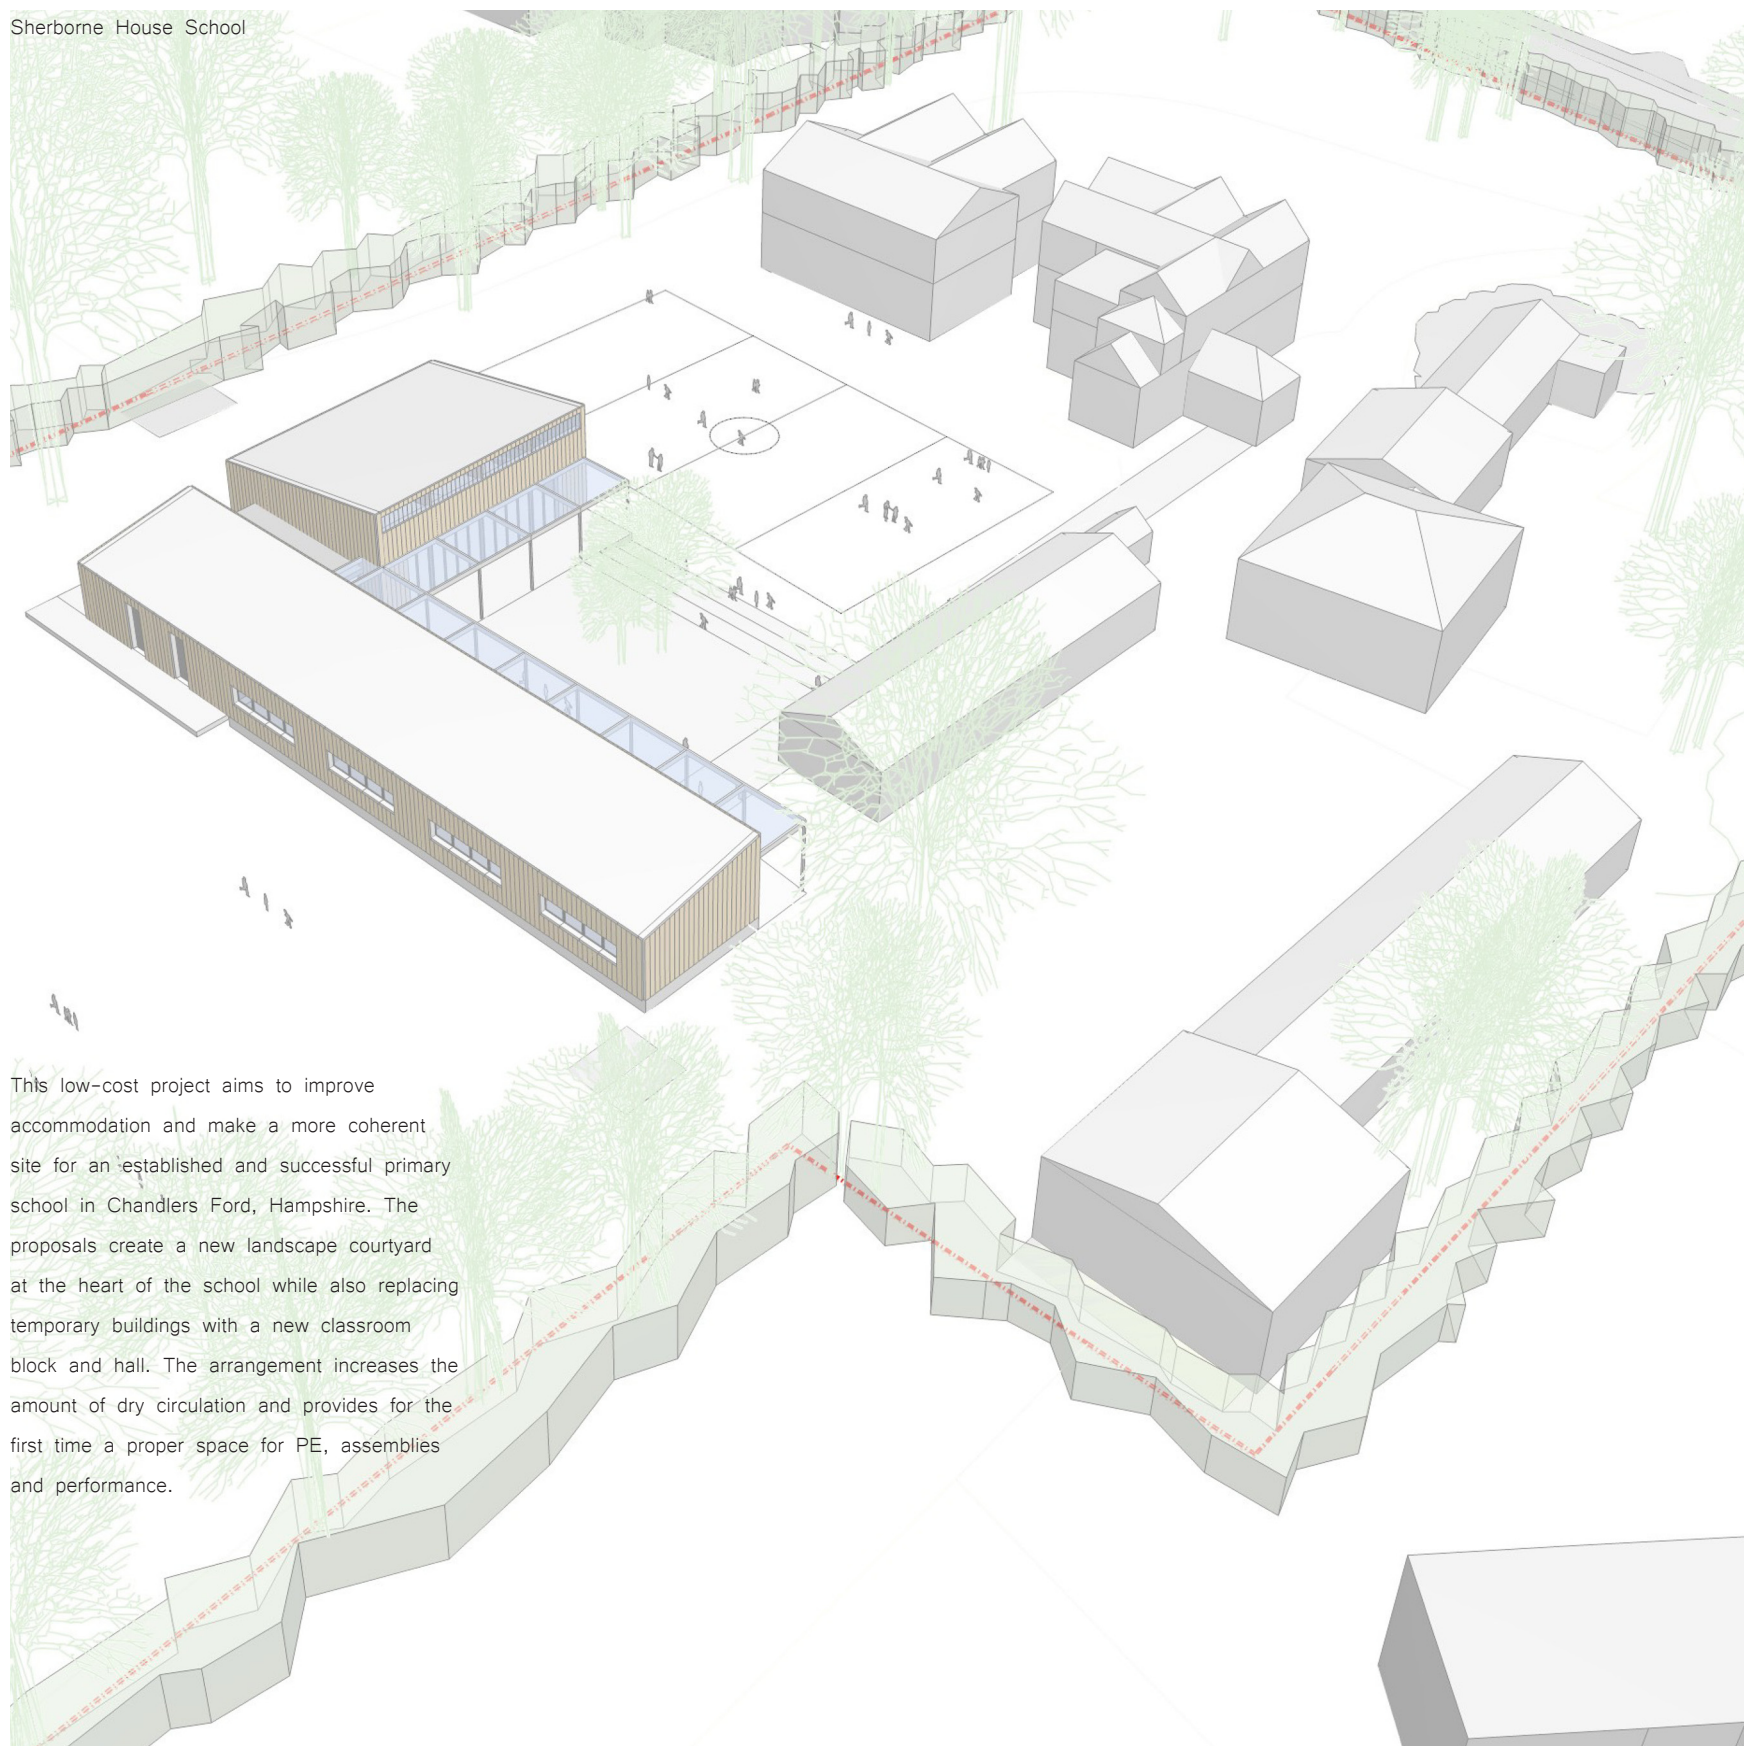 Sherborne House School
This low-cost project aims to improve
accommodation and make a more coherent
site for an established and successful primary
school in Chandlers Ford, Hampshire. The
proposals create a new landscape courtyard
at the heart of the school while also replacing
temporary buildings with a new classroom
block and hall. The arrangement increases the
amount of dry circulation and provides for the
first time a proper space for PE, assemblies
and performance.